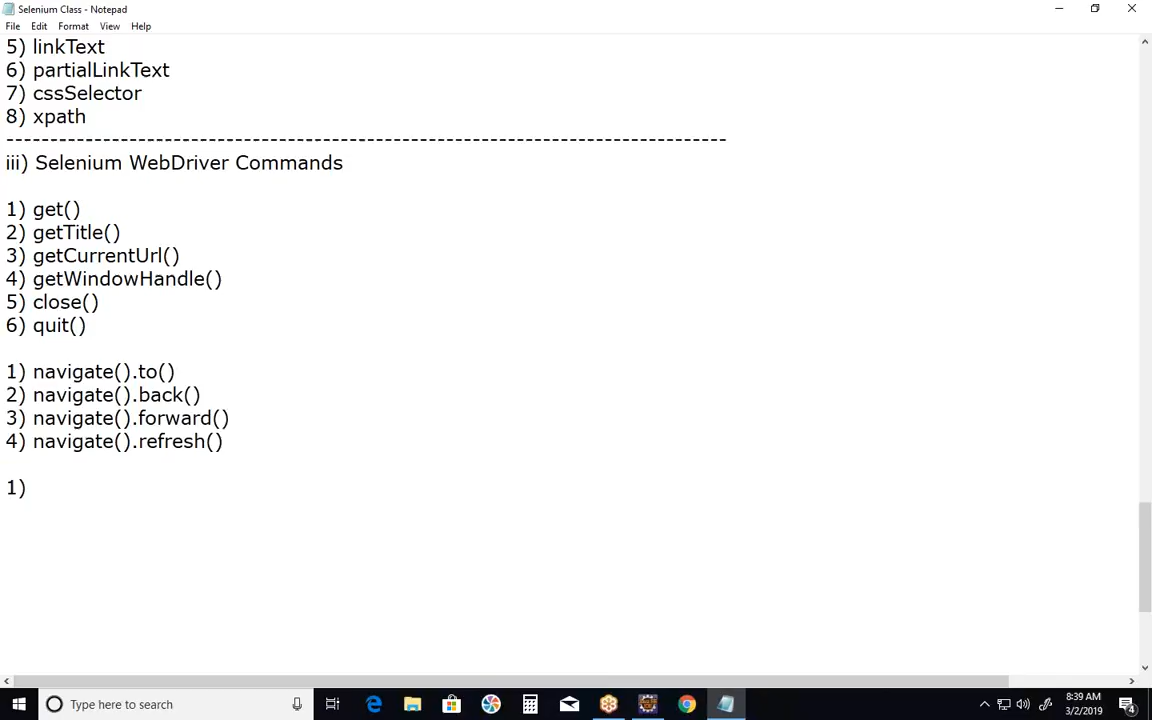 Selenium Class - Notepad
File Edit Format View Help
5) linkText
6) partialLinkText
7) cssSelector
8) xpath
--------------------------------------------------------------------------------
iii) Selenium WebDriver Commands
1) get()
2) getTitle()
3) getCurrentUrl()
4) getWindowHandle()
5) close()
6) quit()
1) navigate().to()
2) navigate().back()
3) navigate().forward()
4) navigate().refresh()
1)
Type here to search
8:39 AM
3/2/2019
4